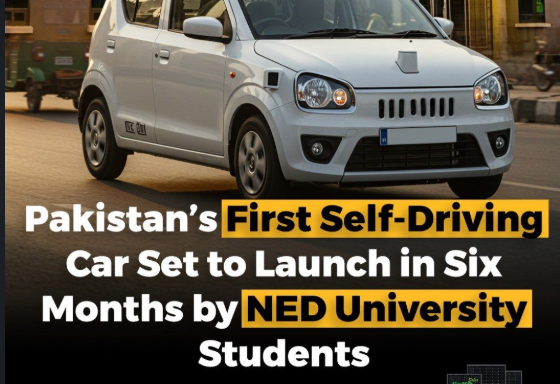 Pakistan's First Self-Driving
Car Set to Launch in Six
Months by NED University
Students